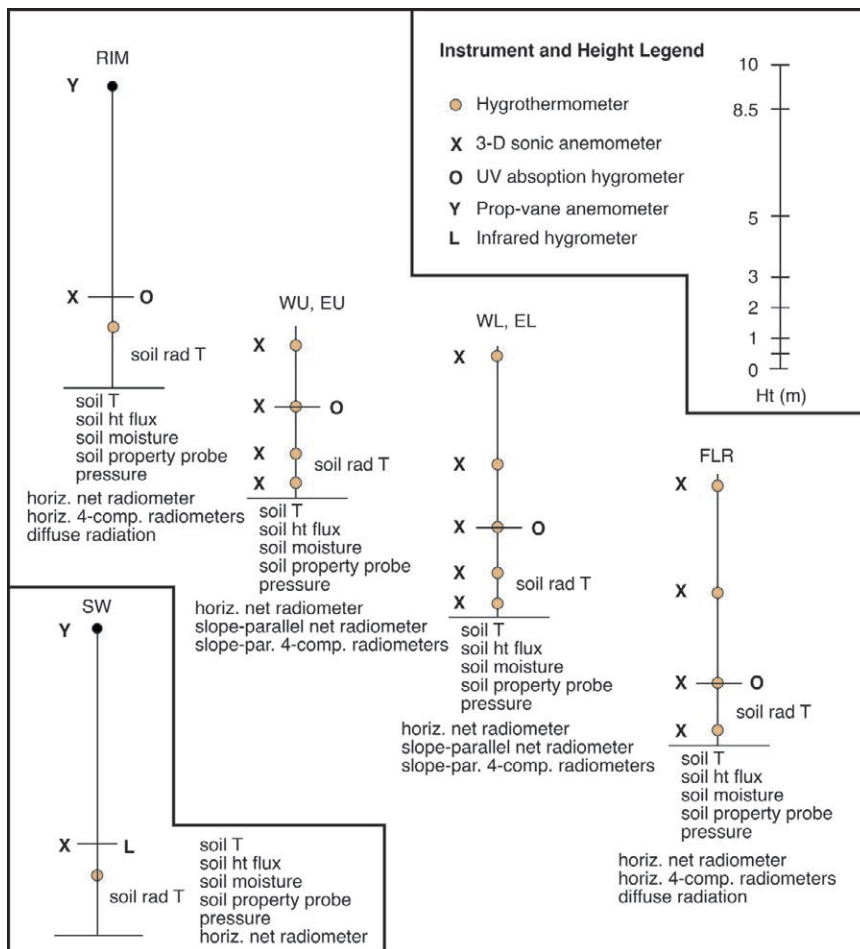 RIM
Y
X O
soil rad T
soil T
soil ht flux
soil moisture
soil property probe
pressure
horiz. net radiometer
horiz. 4-comp. radiometers
diffuse radiation
WU, EU
X
X O
X
soil rad T
X
soil T
soil ht flux
soil moisture
soil property probe
pressure
horiz. net radiometer
slope-parallel net radiometer
slope-par. 4-comp. radiometers
Instrument and Height Legend
Hygrothermometer
X 3-D sonic anemometer
O UV absoption hygrometer
Y Prop-vane anemometer
L Infrared hygrometer
10
8.5
5
3
2
1
0
Ht (m)
WL, EL
X
X
X O
X
soil rad T
X
soil T
soil ht flux
soil moisture
soil property probe
pressure
horiz. net radiometer
slope-parallel net radiometer
slope-par. 4-comp. radiometers
FLR
X
X
X O
soil rad T
X
soil T
soil ht flux
soil moisture
soil property probe
pressure
horiz. net radiometer
horiz. 4-comp. radiometers
diffuse radiation
SW
Y
X L
soil rad T
soil T
soil ht flux
soil moisture
soil property probe
pressure
horiz. net radiometer